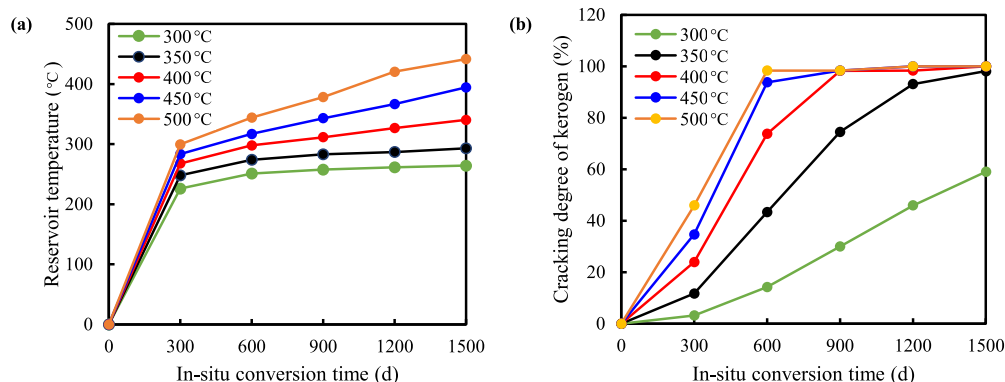 (a)
Reservoir temperature (°C)
500
400
300
200
100
0
300°C
350°C
400°C
450°C
500°C
0 300 600 900 1200 1500
In-situ conversion time (d)
(b)
Cracking degree of kerogen (%)
120
100
80
60
40
20
0
300°C
350°C
400°C
450°C
500°C
0 300 600 900 1200 1500
In-situ conversion time (d)